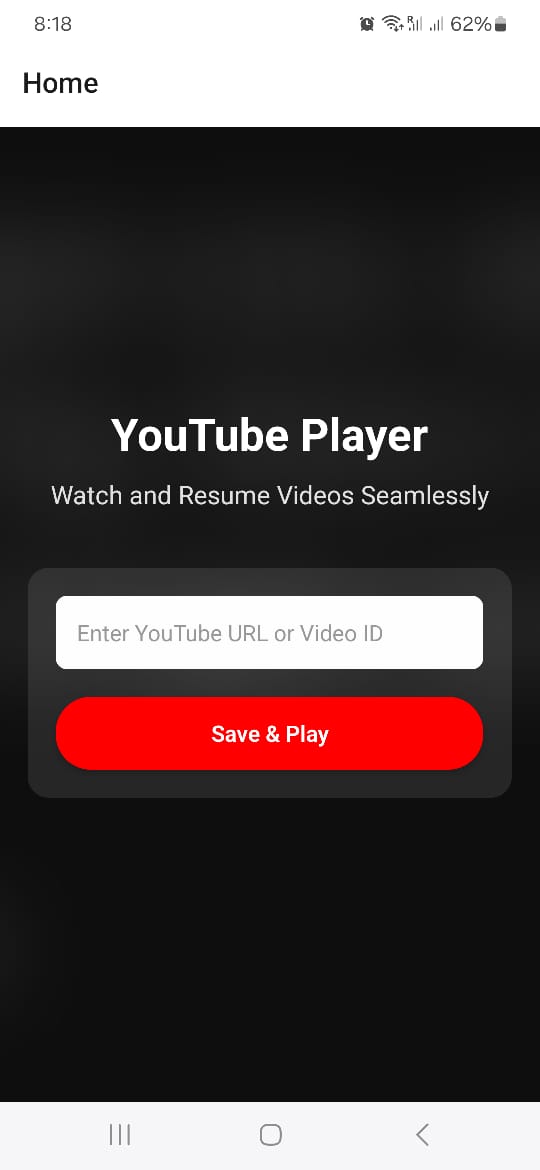 8:18
R 62%
Home
YouTube Player
Watch and Resume Videos Seamlessly
Enter YouTube URL or Video ID
Save & Play